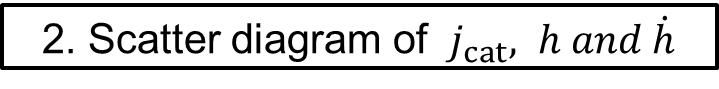 2. Scatter diagram of j_cat, h and ḣ